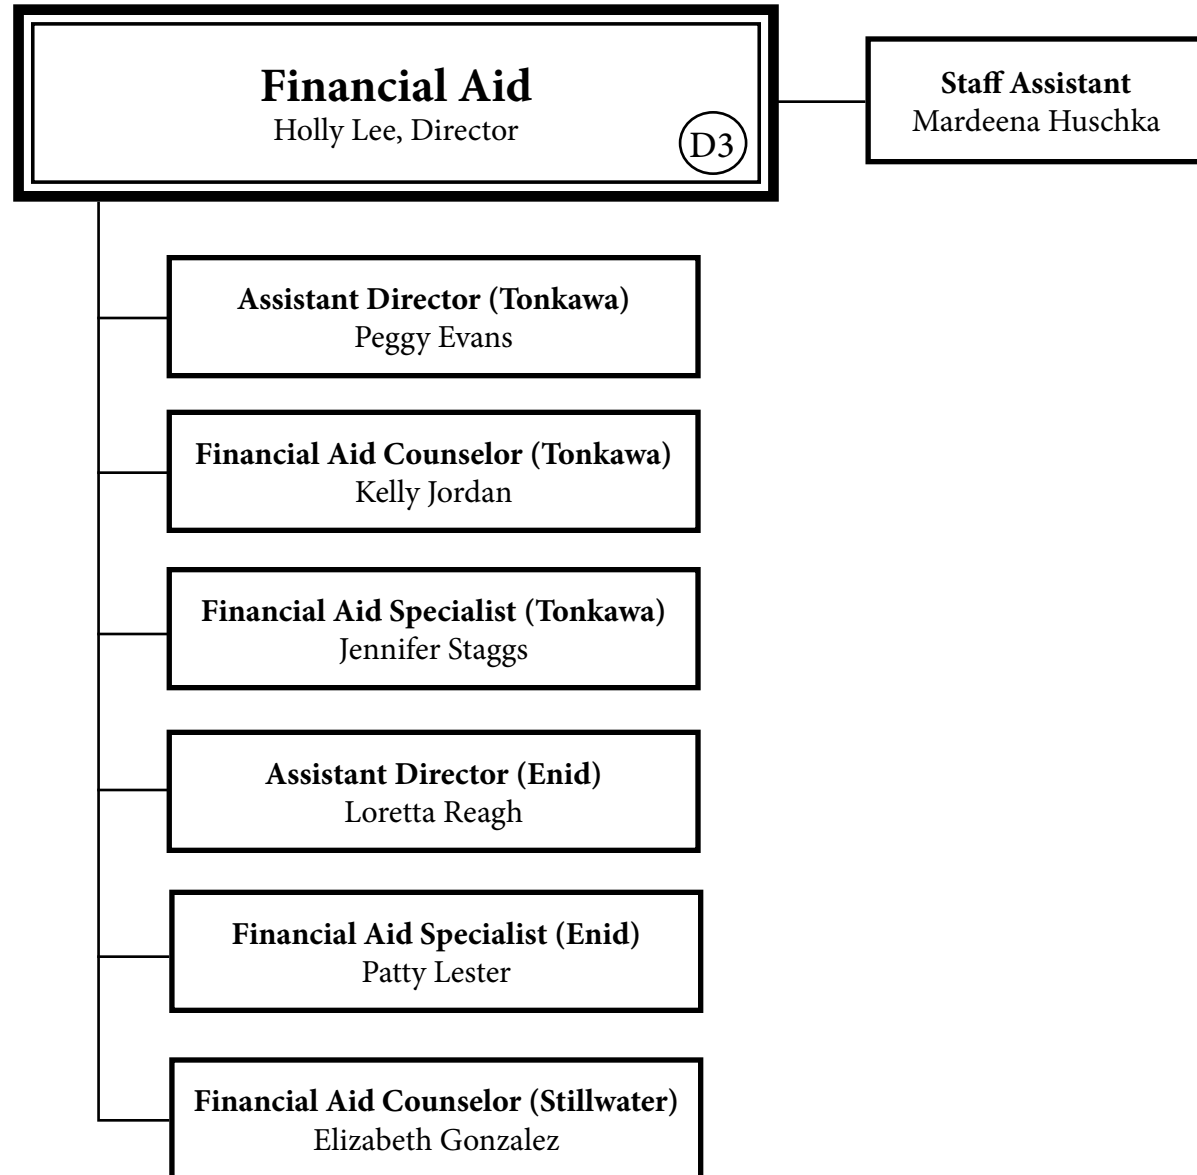 Financial Aid
Holly Lee, Director
D3
Staff Assistant
Mardeena Huschka
Assistant Director (Tonkawa)
Peggy Evans
Financial Aid Counselor (Tonkawa)
Kelly Jordan
Financial Aid Specialist (Tonkawa)
Jennifer Staggs
Assistant Director (Enid)
Loretta Reagh
Financial Aid Specialist (Enid)
Patty Lester
Financial Aid Counselor (Stillwater)
Elizabeth Gonzalez